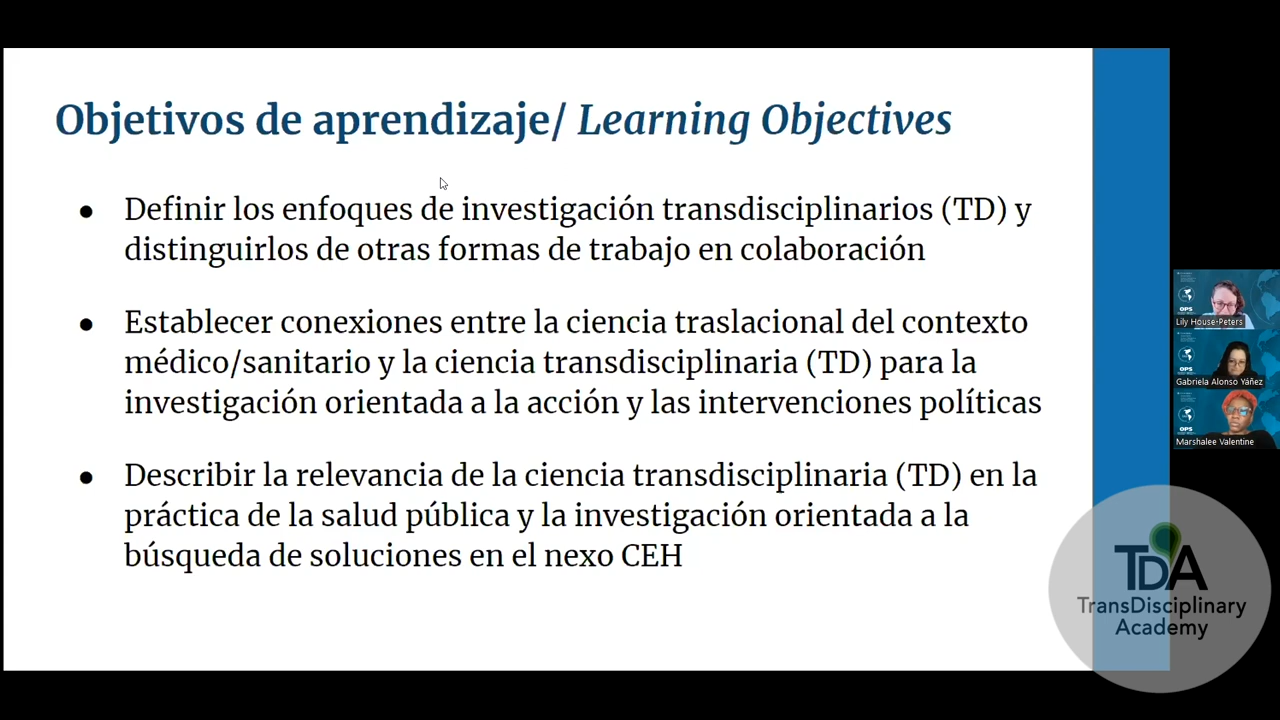 Objetivos de aprendizaje/ Learning Objectives
● Definir los enfoques de investigación transdisciplinarios (TD) y
distinguirlos de otras formas de trabajo en colaboración
● Establecer conexiones entre la ciencia traslacional del contexto
médico/sanitario y la ciencia transdisciplinaria (TD) para la
investigación orientada a la acción y las intervenciones políticas
● Describir la relevancia de la ciencia transdisciplinaria (TD) en la
práctica de la salud pública y la investigación orientada a la
búsqueda de soluciones en el nexo CEH
OPS
Lily House-Peters
OPS
Gabriela Alonso Yáñez
OPS
Marshalee Valentine
TDA
TransDisciplinary
Academy